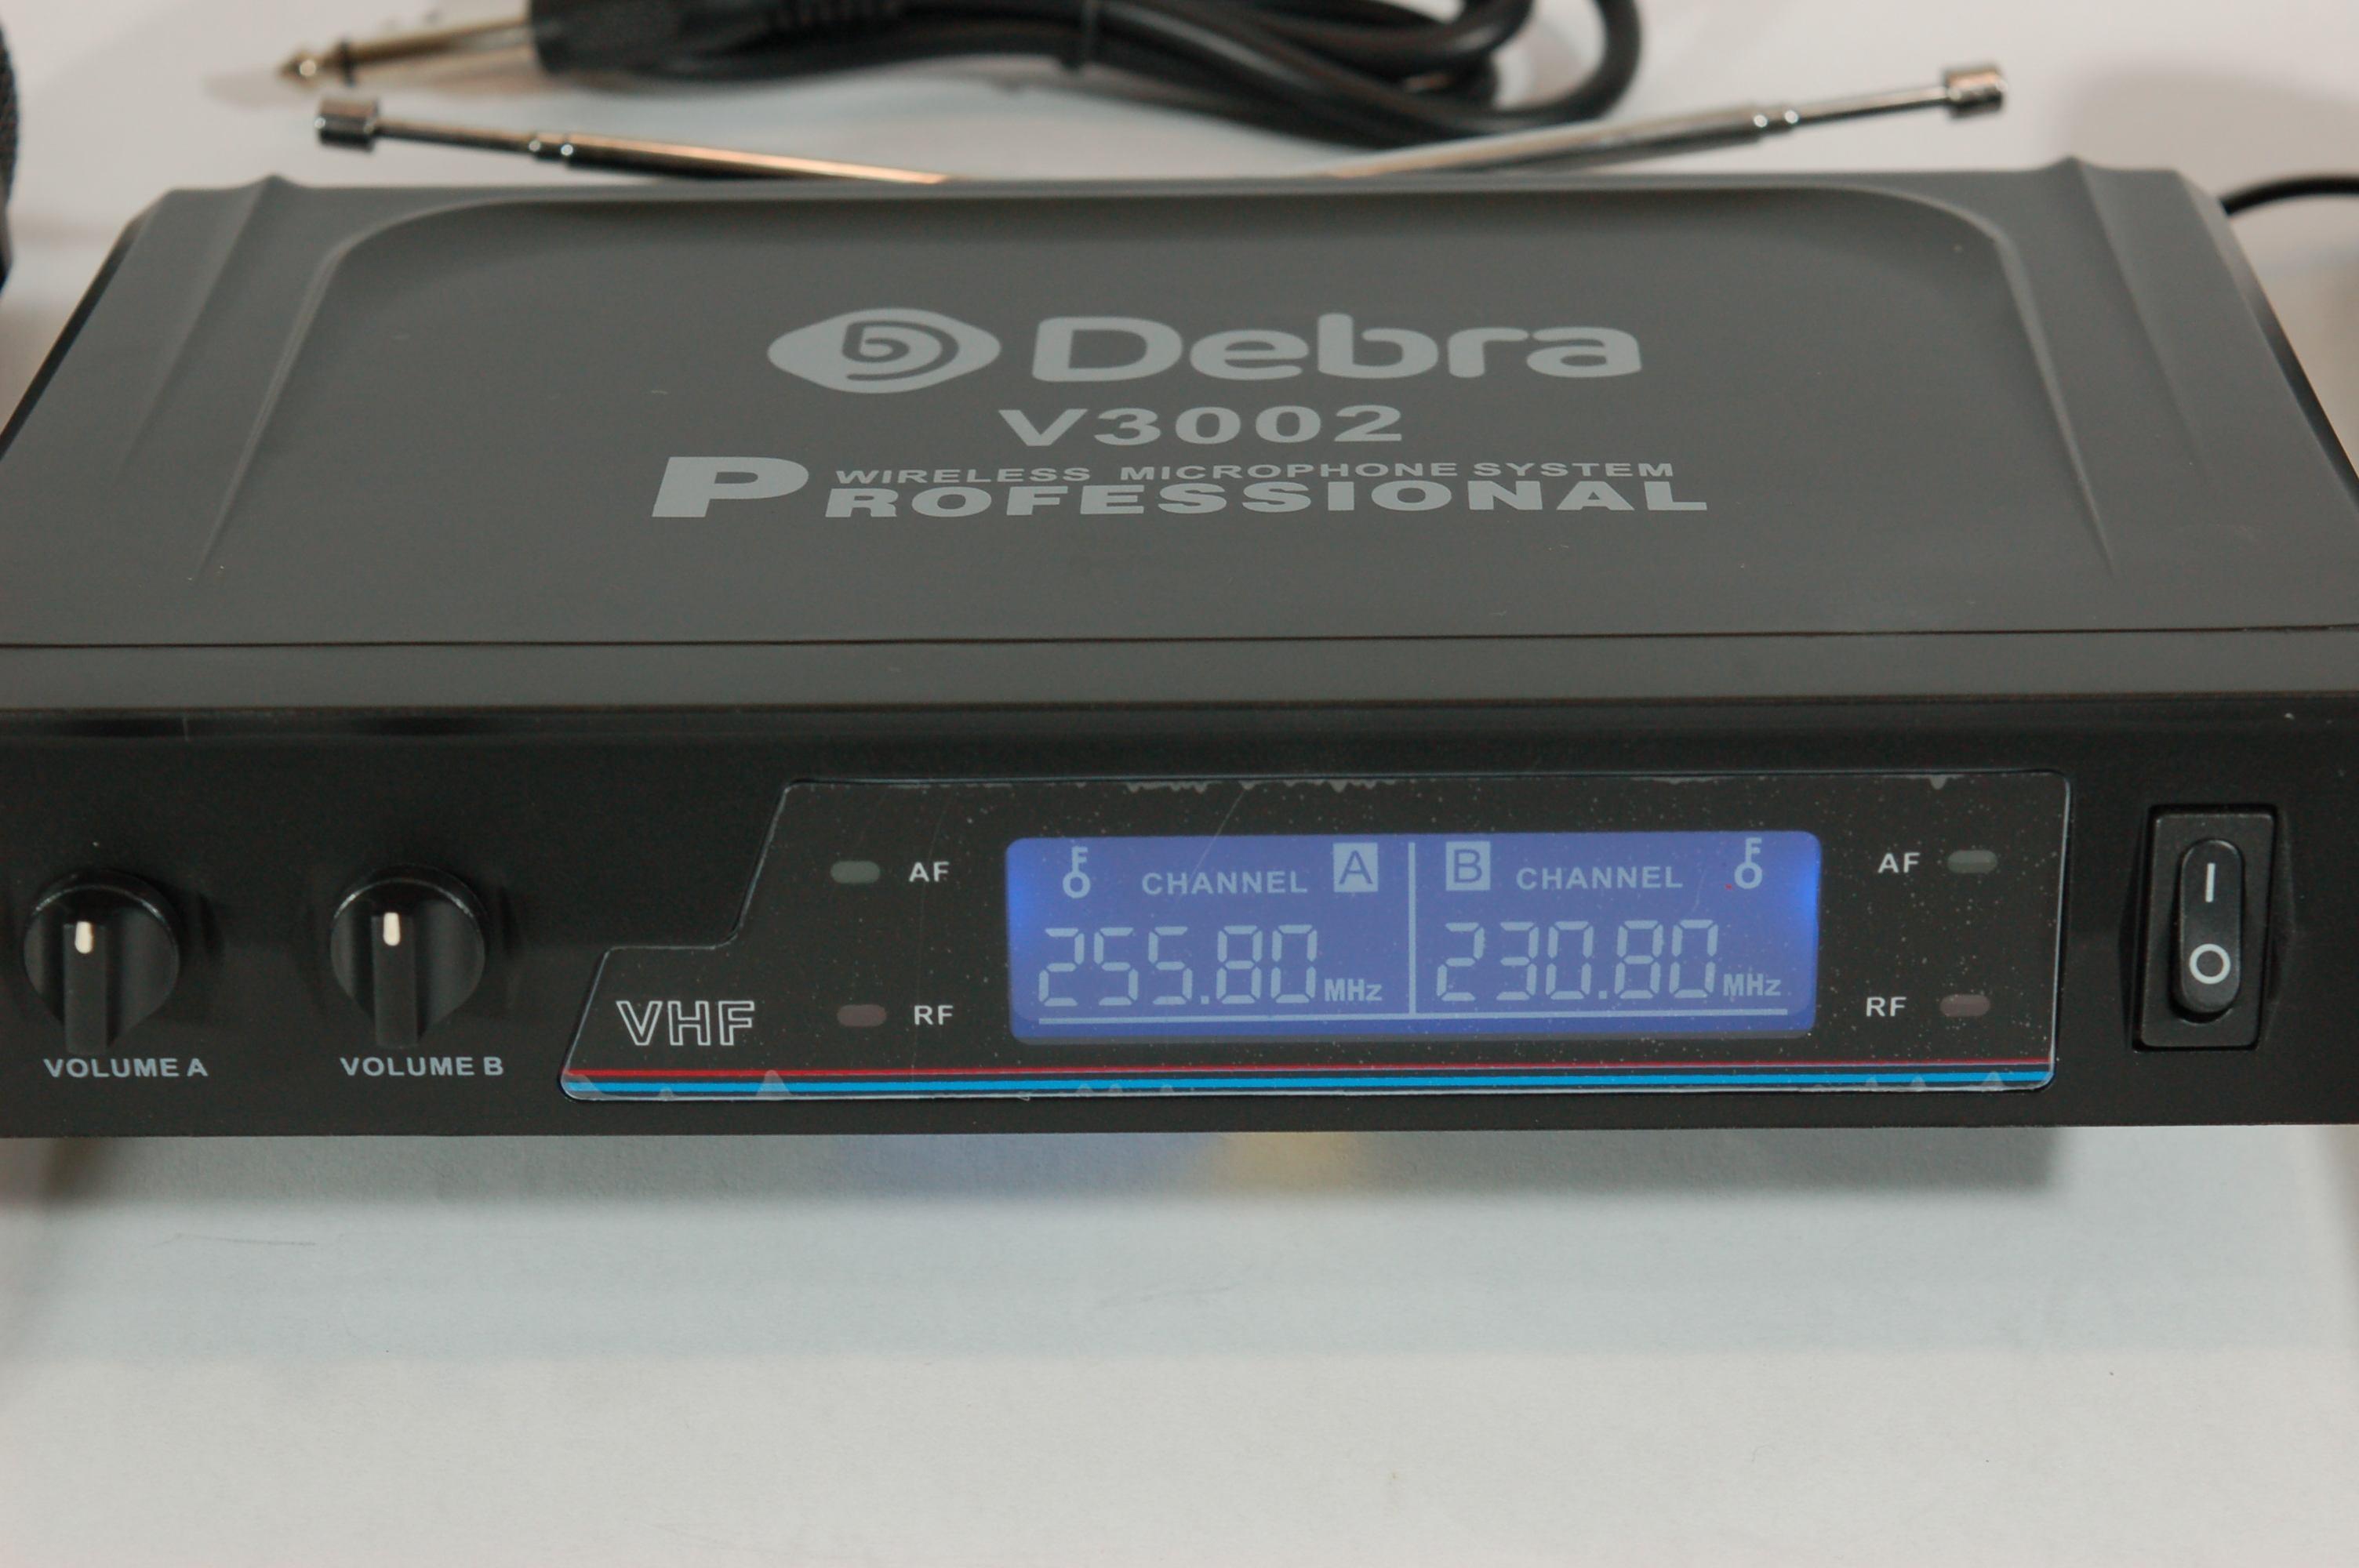 Debra
V3002
WIRELESS MICROPHONE SYSTEM
PROFESSIONAL
AF
CHANNEL A
B CHANNEL
AF
255.80 MHz
230.80 MHz
VHF
RF
RF
VOLUME A
VOLUME B
I
O